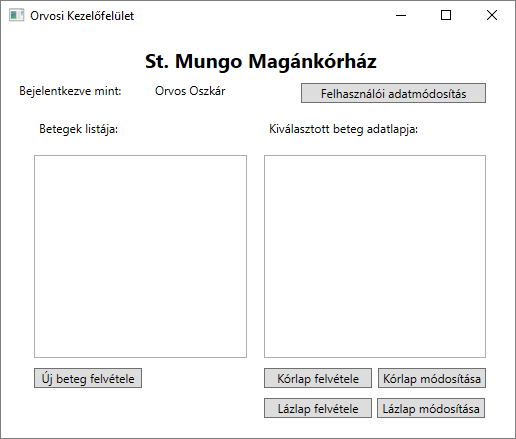 Orvosi Kezelőfelület
St. Mungo Magánkórház
Bejelentkezve mint: Orvos Oszkár Felhasználói adatmódosítás
Betegek listája: Kiválasztott beteg adatlapja:
Új beteg felvétele Kórlap felvétele Kórlap módosítása
Lázlap felvétele Lázlap módosítása